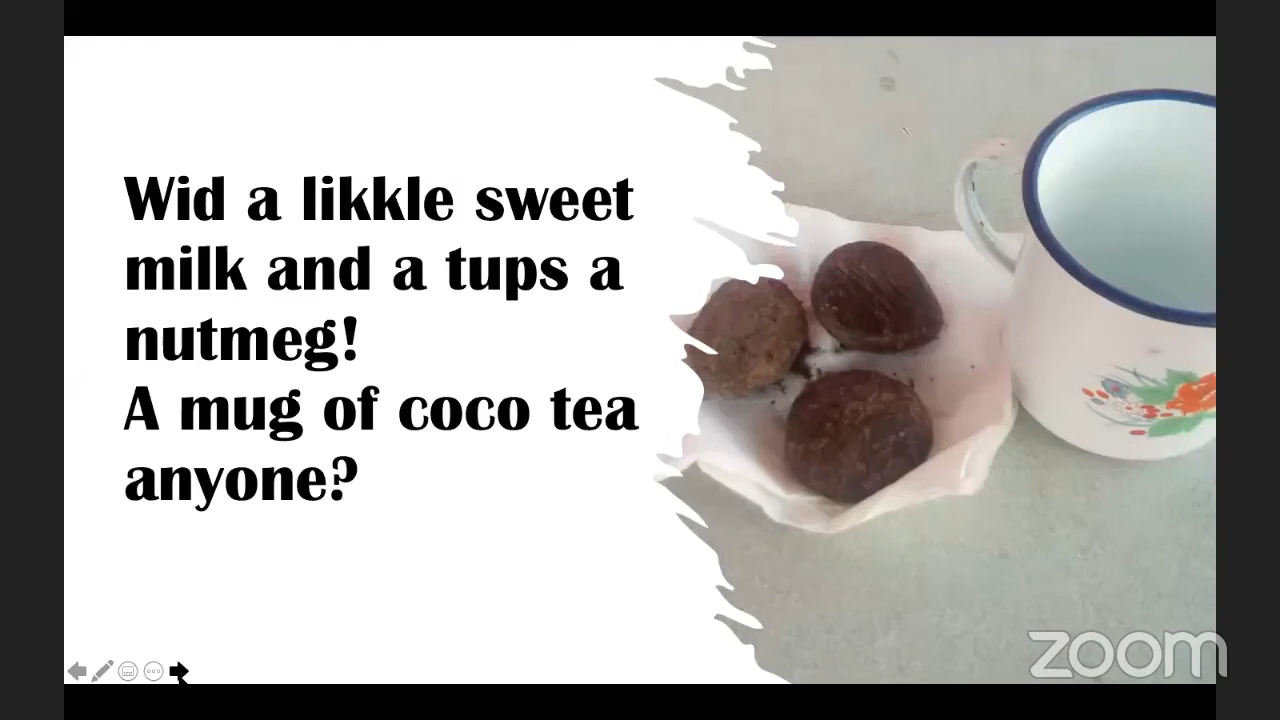 Wid a likkle sweet
milk and a tups a
nutmeg!
A mug of coco tea
anyone?
zoom